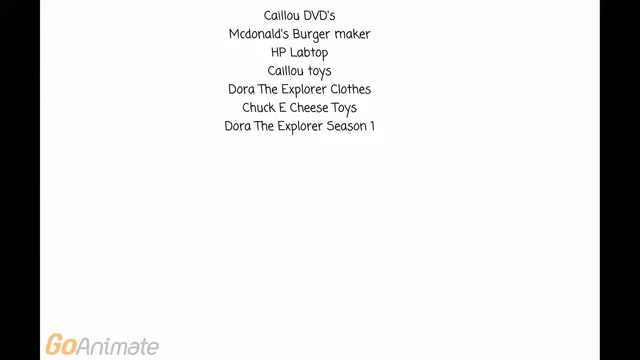 Caillou DVD's
Mcdonald's Burger maker
HP Labtop
Caillou toys
Dora The Explorer Clothes
Chuck E Cheese Toys
Dora The Explorer Season 1
GoAnimate